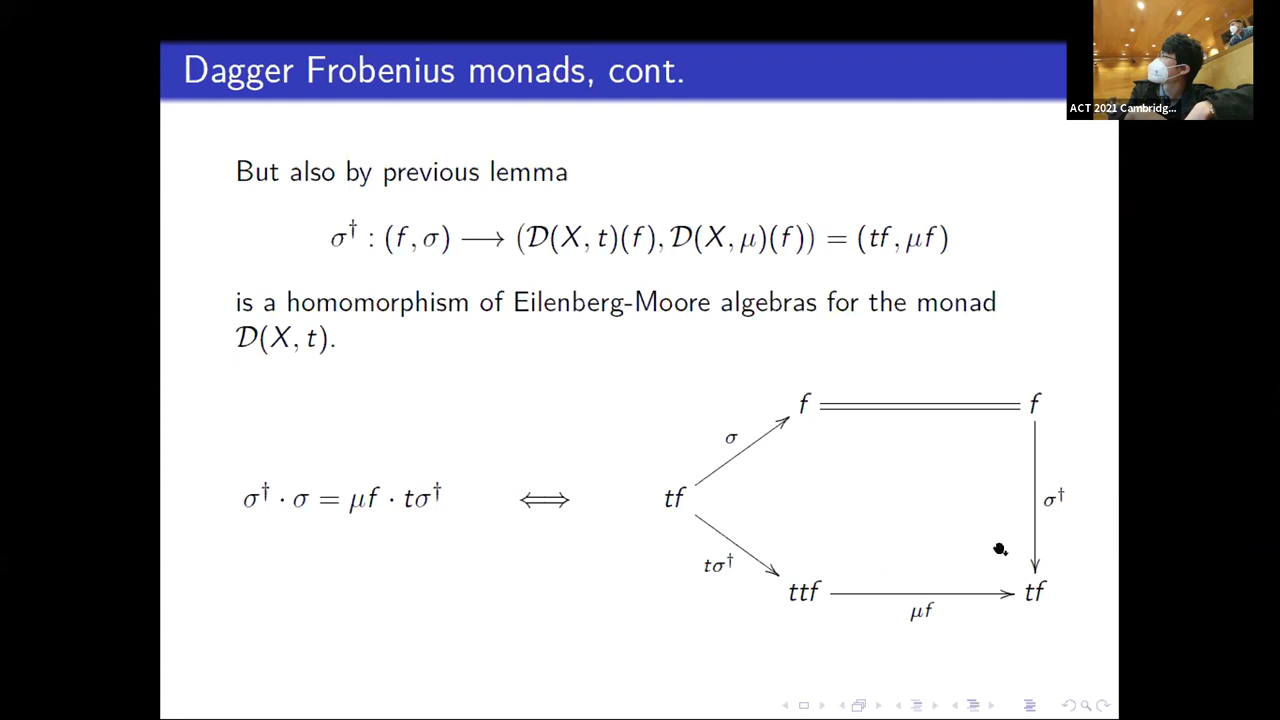 Dagger Frobenius monads, cont.
ACT 2021 Cambridg...
But also by previous lemma
σ† : (f, σ) ⟶ (𝒟(X, t)(f), 𝒟(X, μ)(f)) = (tf, μf)
is a homomorphism of Eilenberg-Moore algebras for the monad
𝒟(X, t).
f f
σ
σ† · σ = μf · tσ† ⟺ tf σ†
tσ†
ttf tf
μf